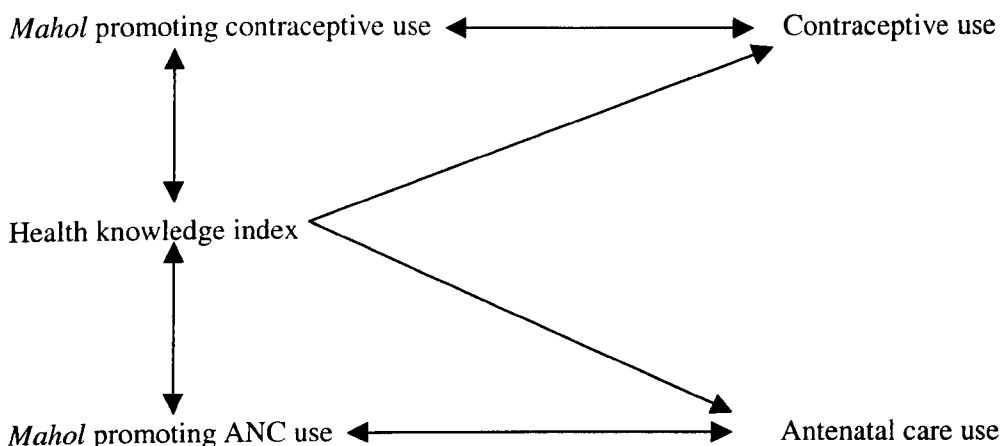 Mahol promoting contraceptive use Contraceptive use
Health knowledge index
Mahol promoting ANC use Antenatal care use